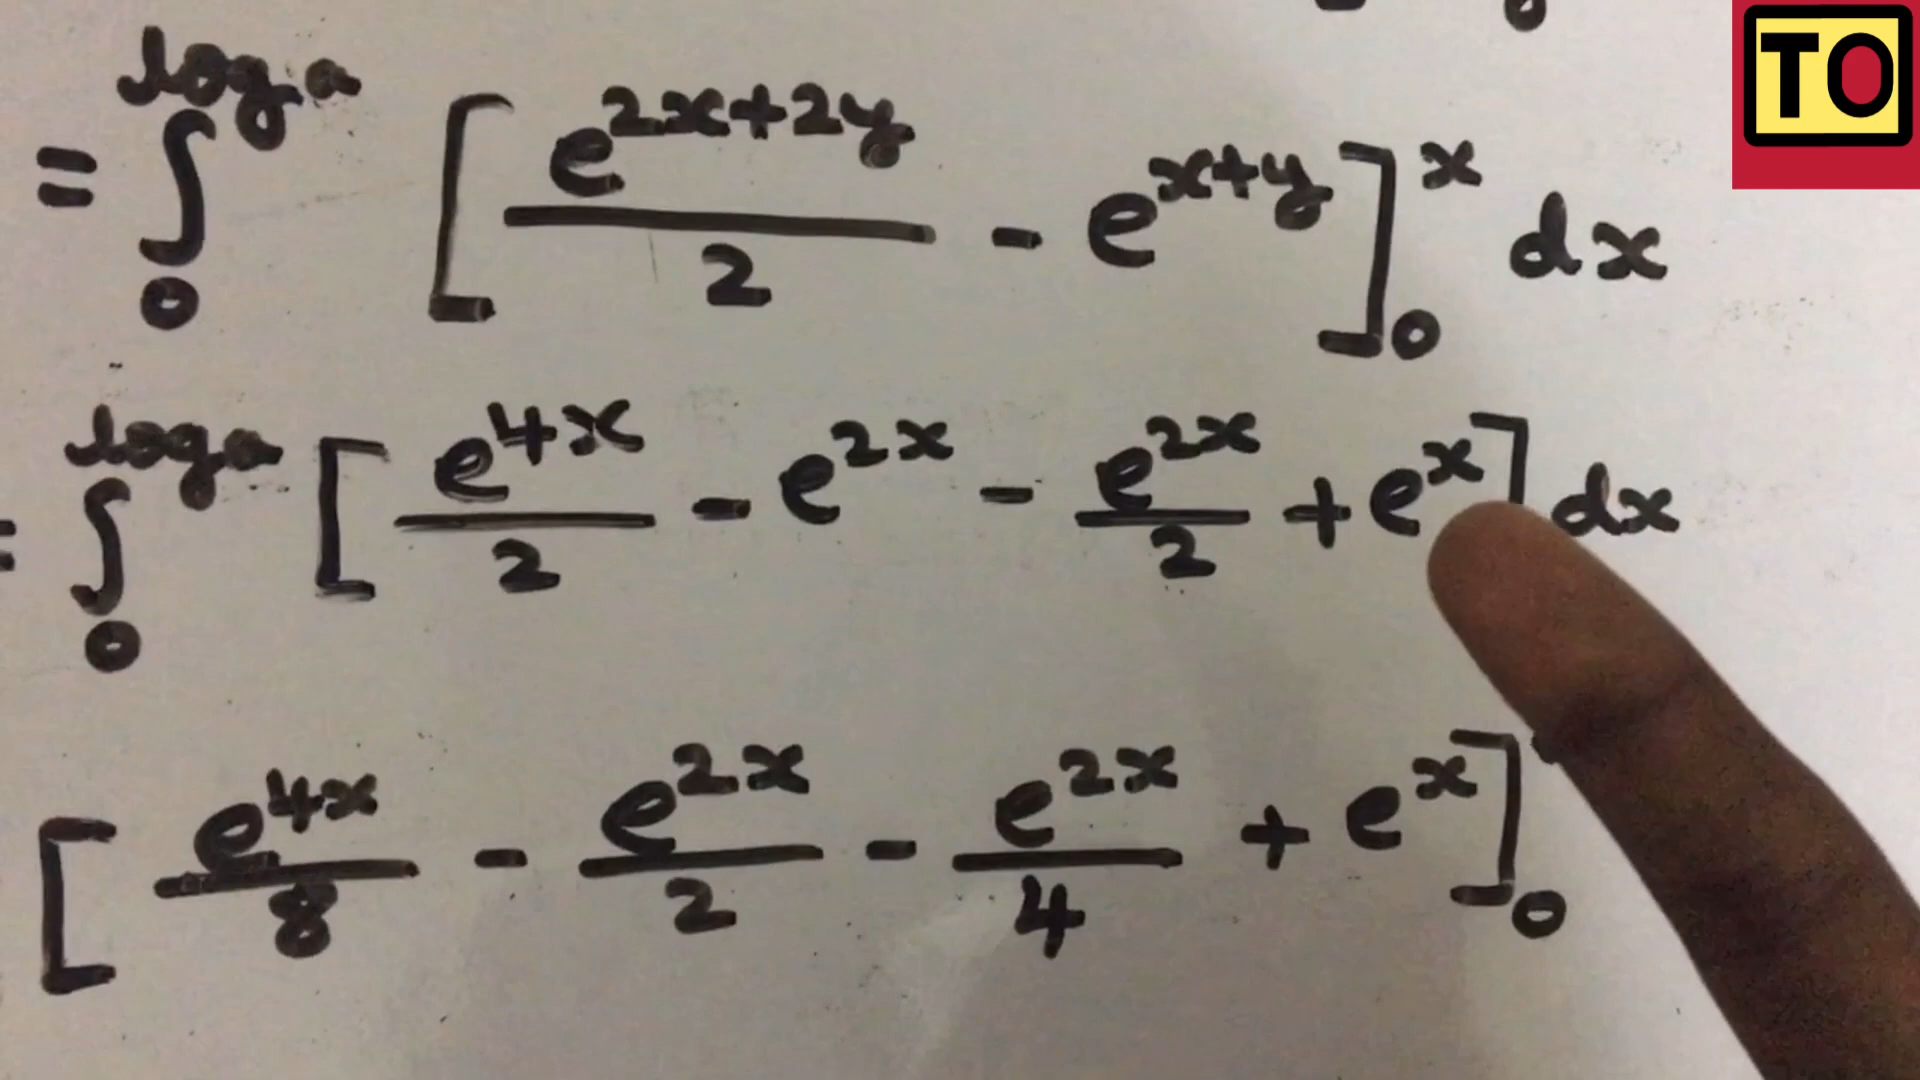 TO
= ∫₀^{log a} [ e^{2x+2y}/2 - e^{x+y} ]₀^x dx
= ∫₀^{log a} [ e^{4x}/2 - e^{2x} - e^{2x}/2 + e^x ] dx
[ e^{4x}/8 - e^{2x}/2 - e^{2x}/4 + e^x ]₀